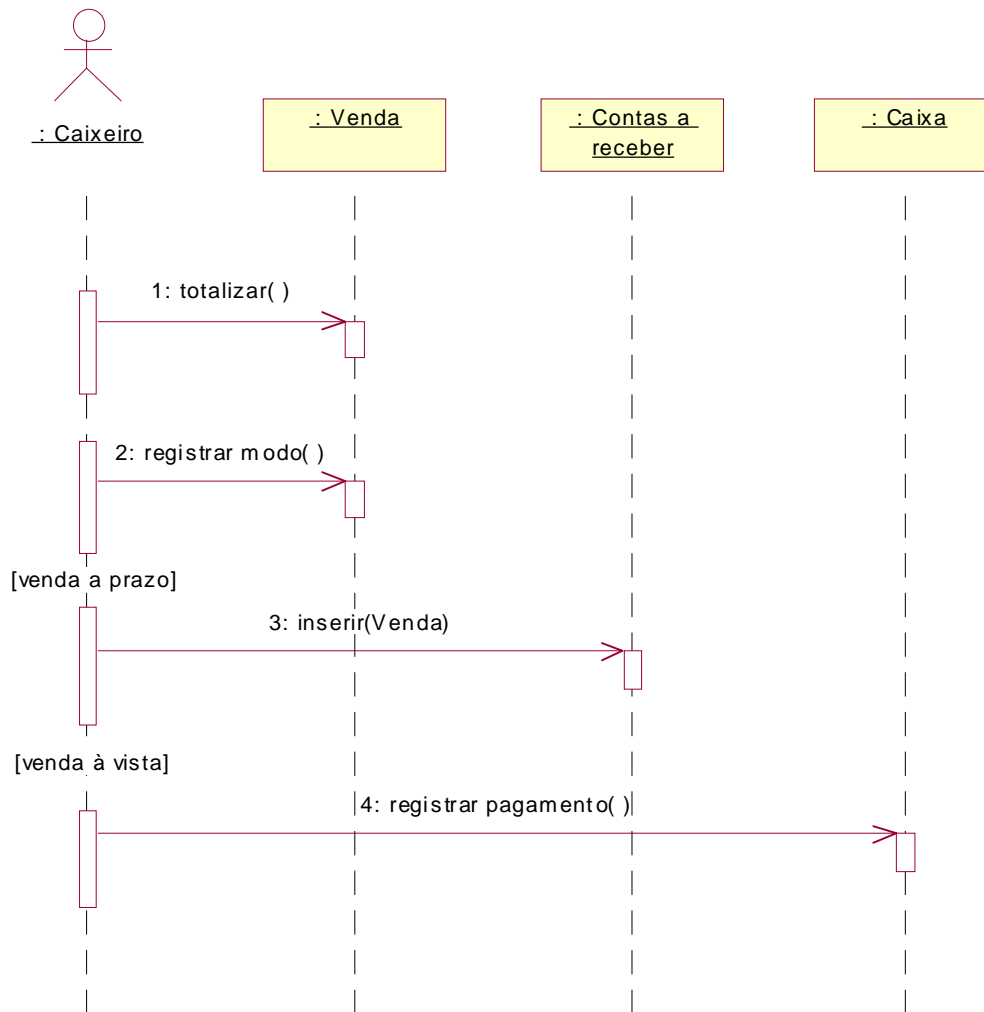 : Caixeiro
: Venda
: Contas a
receber
: Caixa
1: totalizar( )
2: registrar modo( )
[venda a prazo]
3: inserir(Venda)
[venda à vista]
4: registrar pagamento( )